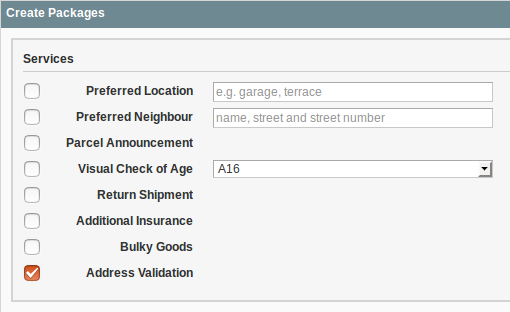 Create Packages
Services
Preferred Location e.g. garage, terrace
Preferred Neighbour name, street and street number
Parcel Announcement
Visual Check of Age A16
Return Shipment
Additional Insurance
Bulky Goods
Address Validation